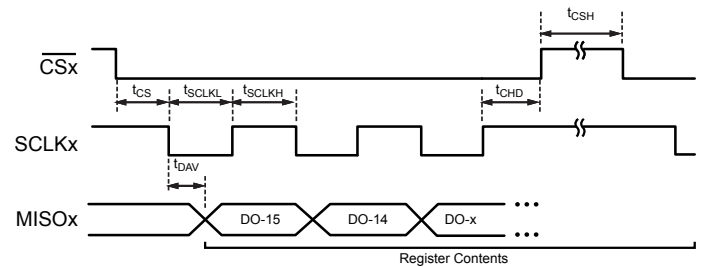 tCSH
CSx
tCS tSCLKL tSCLKH tCHD
SCLKx
tDAV
MISOx DO-15 DO-14 DO-x •••
•••
Register Contents